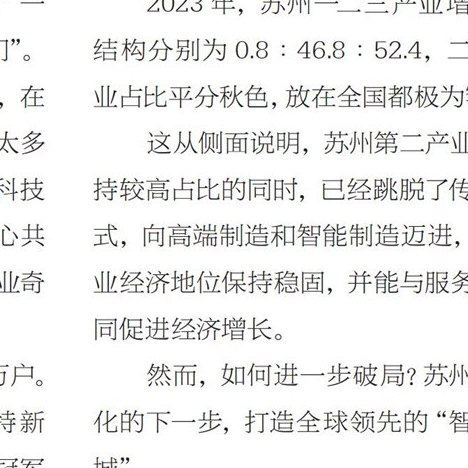 ，在
太多
科技
心共
业奇
万户。
特新
冠军
2023 年，苏州一二三产业增
结构分别为 0.8：46.8：52.4，二
业占比平分秋色，放在全国都极为
这从侧面说明，苏州第二产业
持较高占比的同时，已经跳脱了传
式，向高端制造和智能制造迈进，
业经济地位保持稳固，并能与服务
同促进经济增长。
然而，如何进一步破局？苏州
化的下一步，打造全球领先的“智
城”